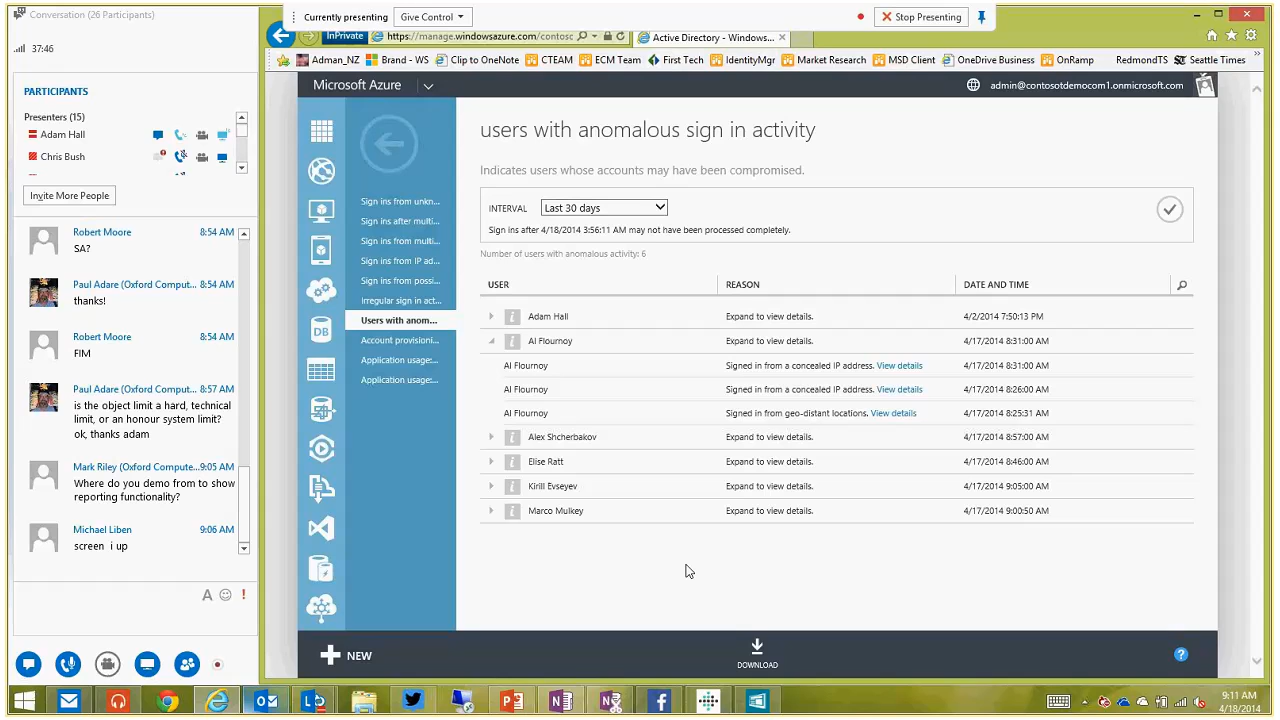 Conversation (26 Participants)
37:46
PARTICIPANTS
Presenters (15)
Adam Hall
Chris Bush
Invite More People
Robert Moore 8:54 AM
SA?
Paul Adare (Oxford Comput... 8:54 AM
thanks!
Robert Moore 8:54 AM
FIM
Paul Adare (Oxford Comput... 8:57 AM
is the object limit a hard, technical
limit, or an honour system limit?
ok, thanks adam
Mark Riley (Oxford Compute... 9:05 AM
Where do you demo from to show
reporting functionality?
Michael Liben 9:06 AM
screen i up
A !
Currently presenting Give Control Stop Presenting
InPrivate https://manage.windowsazure.com/contosc Active Directory - Windows...
Adman_NZ Brand - WS Clip to OneNote CTEAM ECM Team First Tech IdentityMgr Market Research MSD Client OneDrive Business OnRamp RedmondTS Seattle Times
Microsoft Azure admin@contosotdemocom1.onmicrosoft.com
DB
Sign ins from unkn...
Sign ins after multi...
Sign ins from multi...
Sign ins from IP ad...
Sign ins from possi...
Irregular sign in act...
Users with anom...
Account provisioni...
Application usage:...
Application usage:...
users with anomalous sign in activity
Indicates users whose accounts may have been compromised.
INTERVAL Last 30 days
Sign ins after 4/18/2014 3:56:11 AM may not have been processed completely.
Number of users with anomalous activity: 6
USER REASON DATE AND TIME
Adam Hall Expand to view details. 4/2/2014 7:50:13 PM
Al Flournoy Expand to view details. 4/17/2014 8:31:00 AM
Al Flournoy Signed in from a concealed IP address. View details 4/17/2014 8:31:00 AM
Al Flournoy Signed in from a concealed IP address. View details 4/17/2014 8:26:00 AM
Al Flournoy Signed in from geo-distant locations. View details 4/17/2014 8:25:31 AM
Alex Shcherbakov Expand to view details. 4/17/2014 8:57:00 AM
Elise Ratt Expand to view details. 4/17/2014 8:46:00 AM
Kirill Evseyev Expand to view details. 4/17/2014 9:05:00 AM
Marco Mulkey Expand to view details. 4/17/2014 9:00:50 AM
NEW
DOWNLOAD
?
9:11 AM
4/18/2014